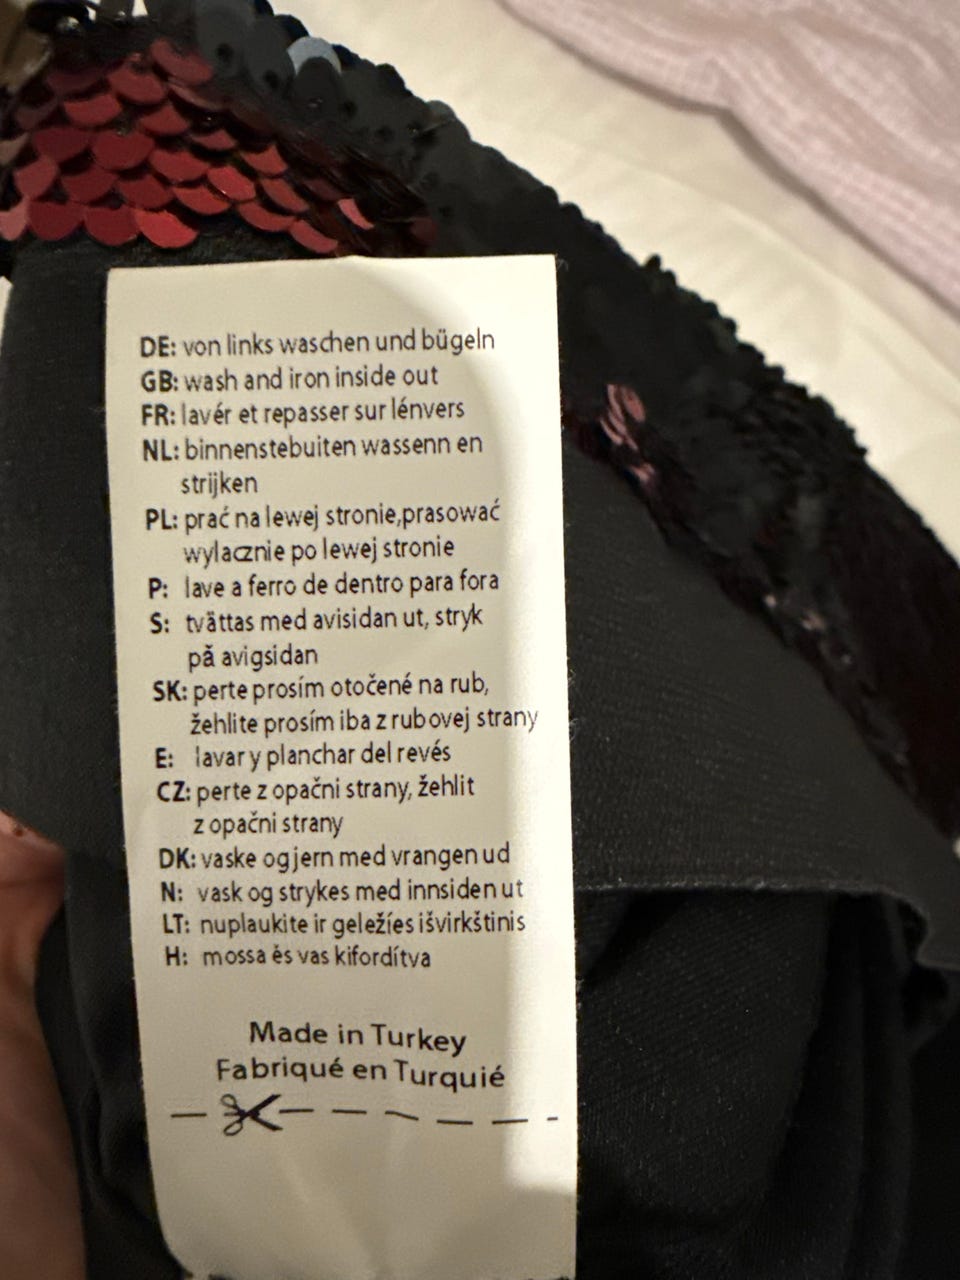 DE: von links waschen und bügeln
GB: wash and iron inside out
FR: lavér et repasser sur lénvers
NL: binnenstebuiten wassenn en
strijken
PL: prać na lewej stronie,prasować
wylacznie po lewej stronie
P: lave a ferro de dentro para fora
S: tvättas med avisidan ut, stryk
på avigsidan
SK: perte prosím otočené na rub,
žehlite prosím iba z rubovej strany
E: lavar y planchar del revés
CZ: perte z opačni strany, žehlit
z opačni strany
DK: vaske og jern med vrangen ud
N: vask og strykes med innsiden ut
LT: nuplaukite ir geležíes išvirkštinis
H: mossa ès vas kifordítva
Made in Turkey
Fabriqué en Turquié